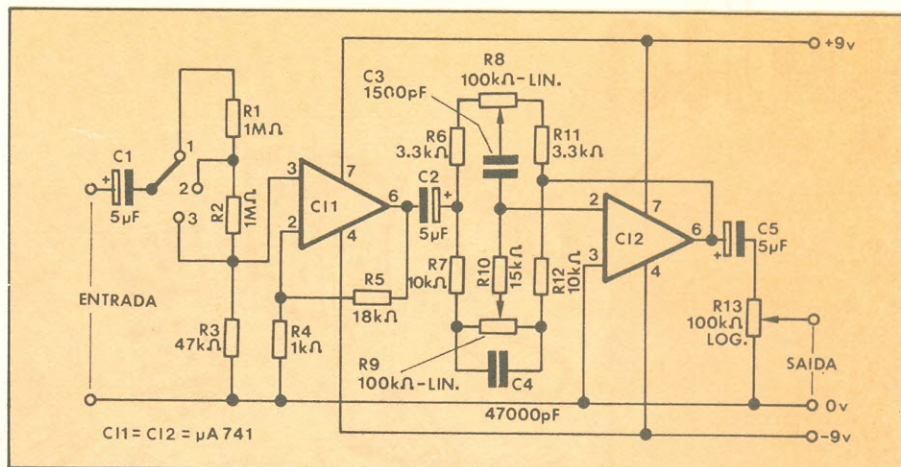 +9v
R8
100kΩ-LIN.
C3
1500pF
R1
1MΩ
R6
3.3kΩ
R11
3.3kΩ
C1
+
5µF
1
2
3
R2
1MΩ
3
2
CI1
7
6
4
C2
+
5µF
2
3
CI2
7
6
4
C5
5µF
+
R7
10kΩ
R10
15kΩ
R12
10kΩ
R5
18kΩ
ENTRADA
R3
47kΩ
R4
1kΩ
R9
100kΩ-LIN.
C4
47000pF
R13
100kΩ
LOG.
SAIDA
0v
-9v
CI1 = CI2 = µA 741